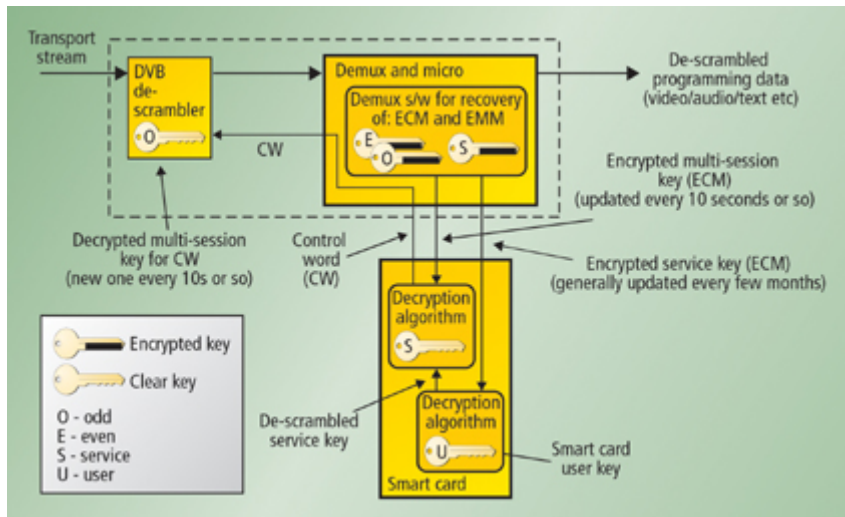 Transport
stream
DVB
de-
scrambler
O
Demux and micro
Demux s/w for recovery
of: ECM and EMM
E
O
S
De-scrambled
programming data
(video/audio/text etc)
CW
Encrypted multi-session
key (ECM)
(updated every 10 seconds or so)
Decrypted multi-session
key for CW
(new one every 10s or so)
Control
word
(CW)
Encrypted service key (ECM)
(generally updated every few months)
Decryption
algorithm
S
Encrypted key
Clear key
O - odd
E - even
S - service
U - user
De-scrambled
service key
Decryption
algorithm
U
Smart card
user key
Smart card